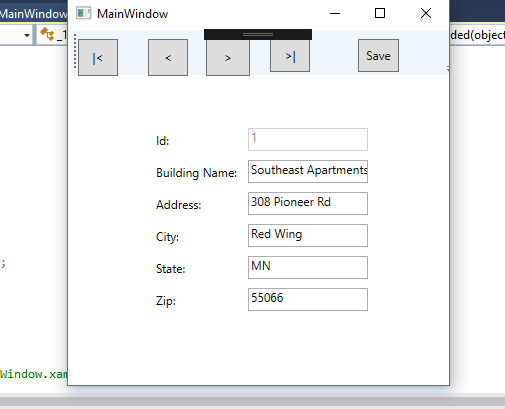 MainWindow
MainWindow
_1
ded(object
|<
<
>
>|
Save
Id: 1
Building Name: Southeast Apartments
Address: 308 Pioneer Rd
City: Red Wing
;
State: MN
Zip: 55066
Window.xam